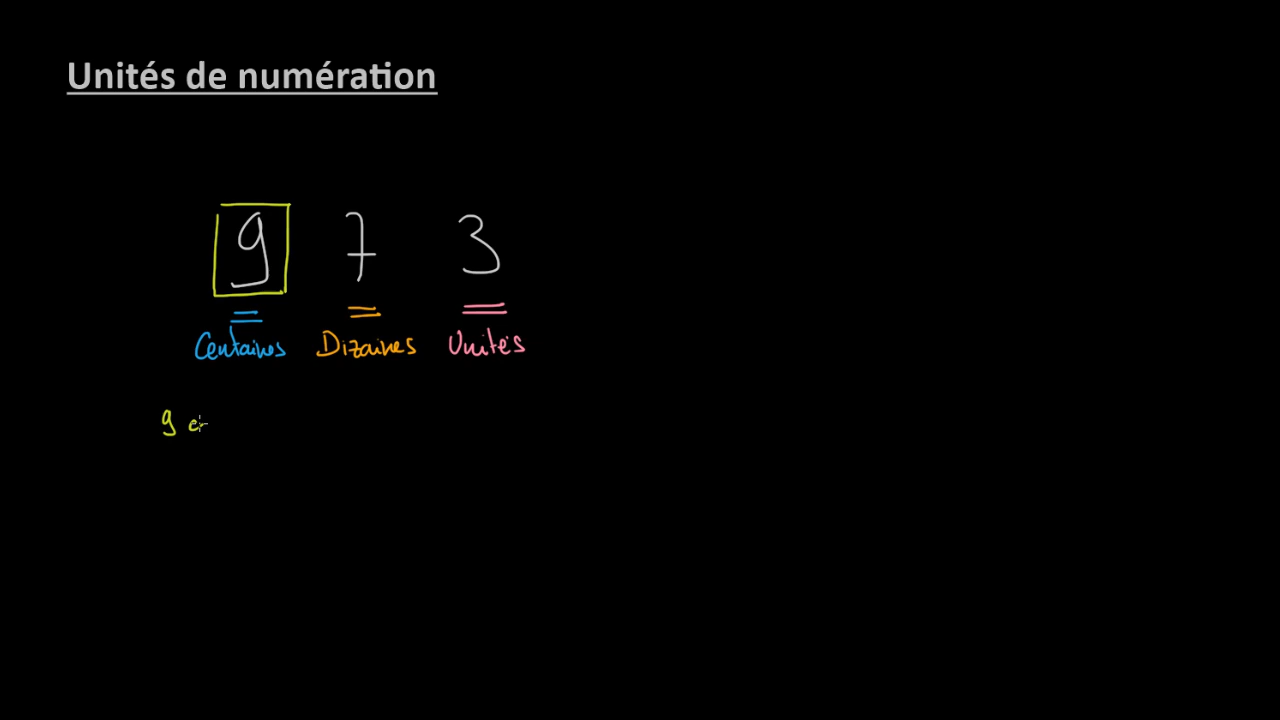 Unités de numération
9 7 3
Centaines Dizaines Unités
9